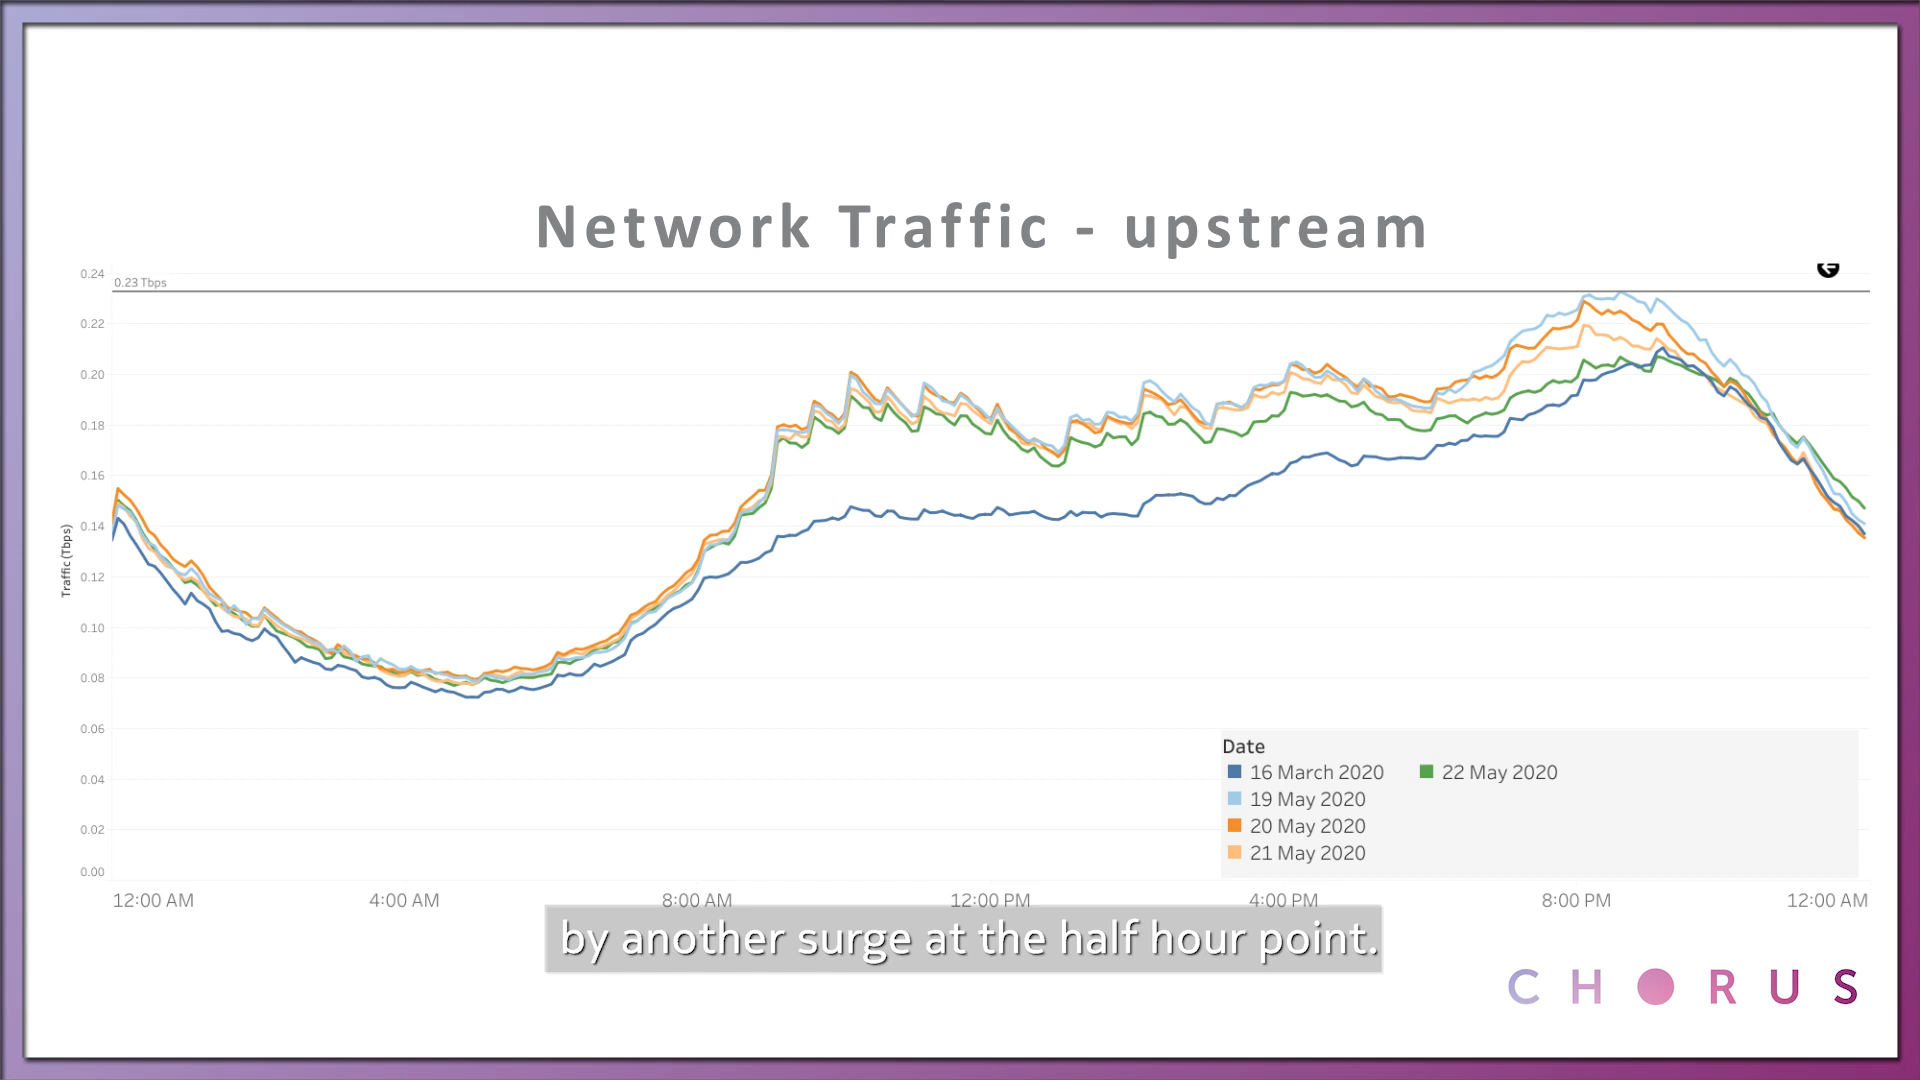 Network Traffic - upstream
0.24
0.23 Tbps
0.22
0.20
0.18
0.16
0.14
0.12
0.10
0.08
0.06
0.04
0.02
0.00
Traffic (Tbps)
Date
16 March 2020
22 May 2020
19 May 2020
20 May 2020
21 May 2020
12:00 AM
4:00 AM
8:00 AM
12:00 PM
4:00 PM
8:00 PM
12:00 AM
by another surge at the half hour point.
CHORUS